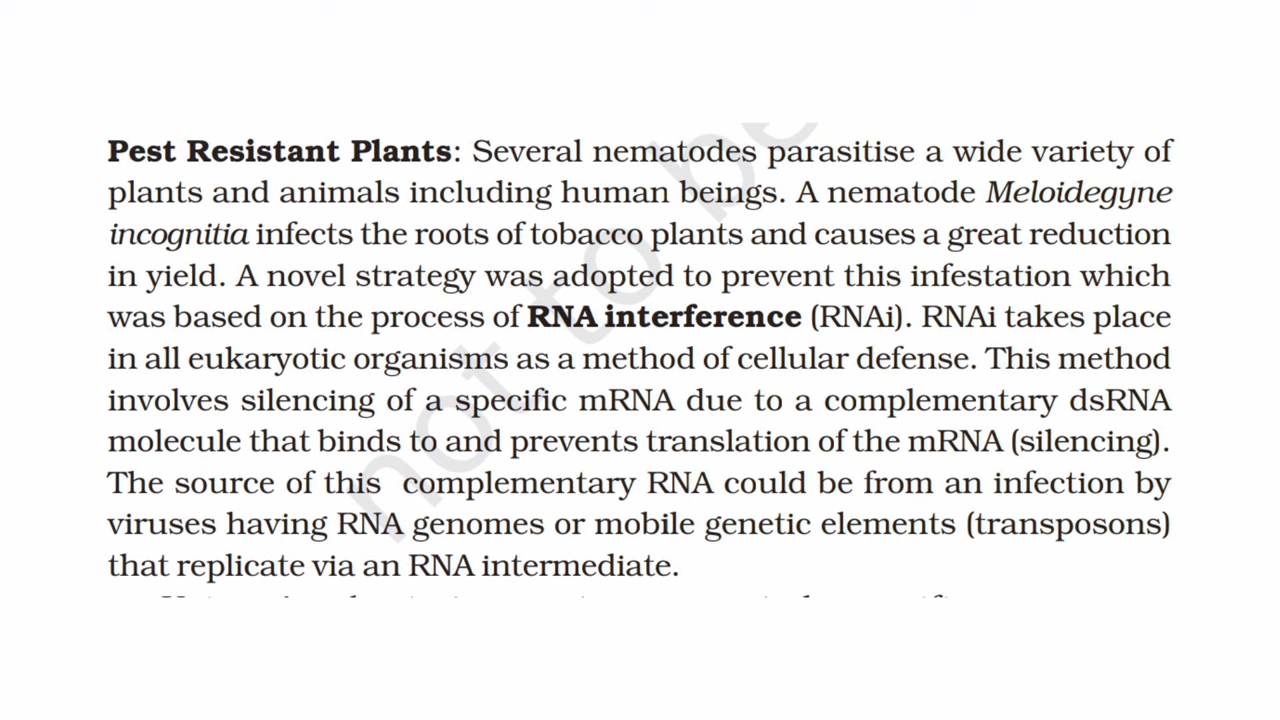 Pest Resistant Plants: Several nematodes parasitise a wide variety of
plants and animals including human beings. A nematode Meloidegyne
incognitia infects the roots of tobacco plants and causes a great reduction
in yield. A novel strategy was adopted to prevent this infestation which
was based on the process of RNA interference (RNAi). RNAi takes place
in all eukaryotic organisms as a method of cellular defense. This method
involves silencing of a specific mRNA due to a complementary dsRNA
molecule that binds to and prevents translation of the mRNA (silencing).
The source of this complementary RNA could be from an infection by
viruses having RNA genomes or mobile genetic elements (transposons)
that replicate via an RNA intermediate.
not to be